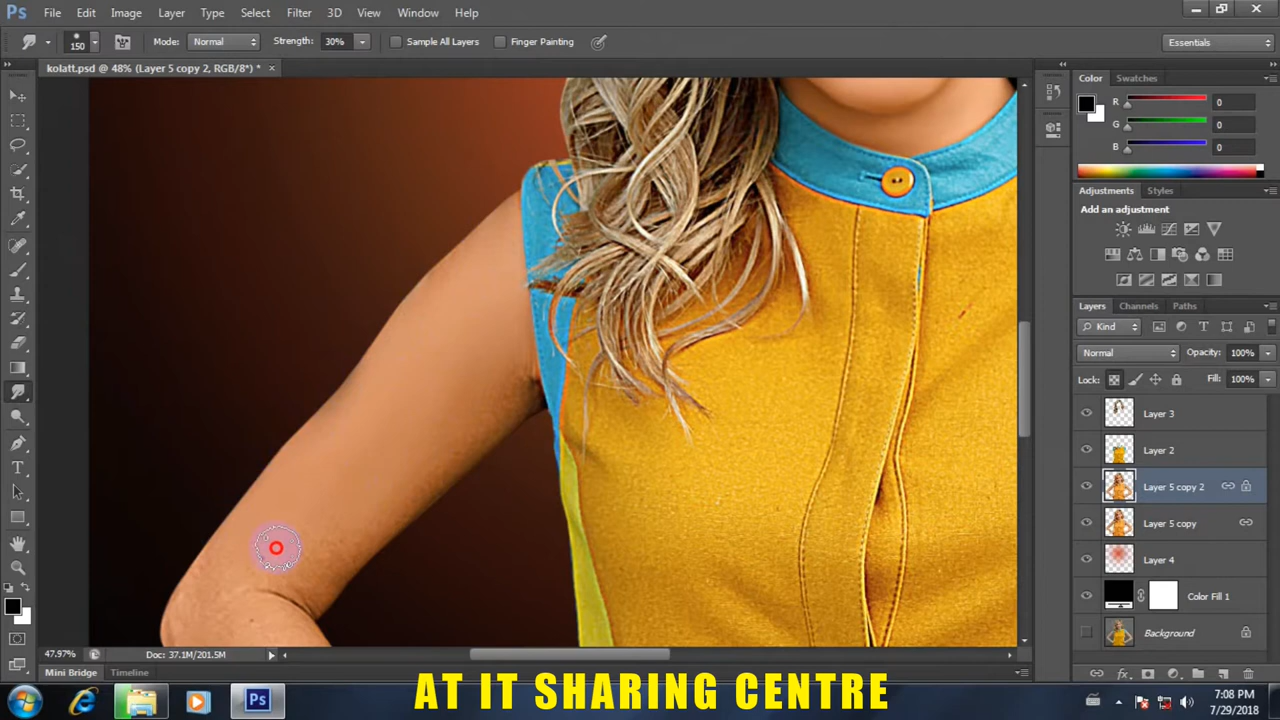 Ps File Edit Image Layer Type Select Filter 3D View Window Help
150 Mode: Normal Strength: 30% Sample All Layers Finger Painting Essentials
kolatt.psd @ 48% (Layer 5 copy 2, RGB/8*) *
Color Swatches
R 0
G 0
B 0
Adjustments Styles
Add an adjustment
Layers Channels Paths
Kind
Normal Opacity: 100%
Lock: Fill: 100%
Layer 3
Layer 2
Layer 5 copy 2
Layer 5 copy
Layer 4
Color Fill 1
Background
47.97% Doc: 37.1M/201.5M
Mini Bridge Timeline
AT IT SHARING CENTRE
Ps
7:08 PM
7/29/2018